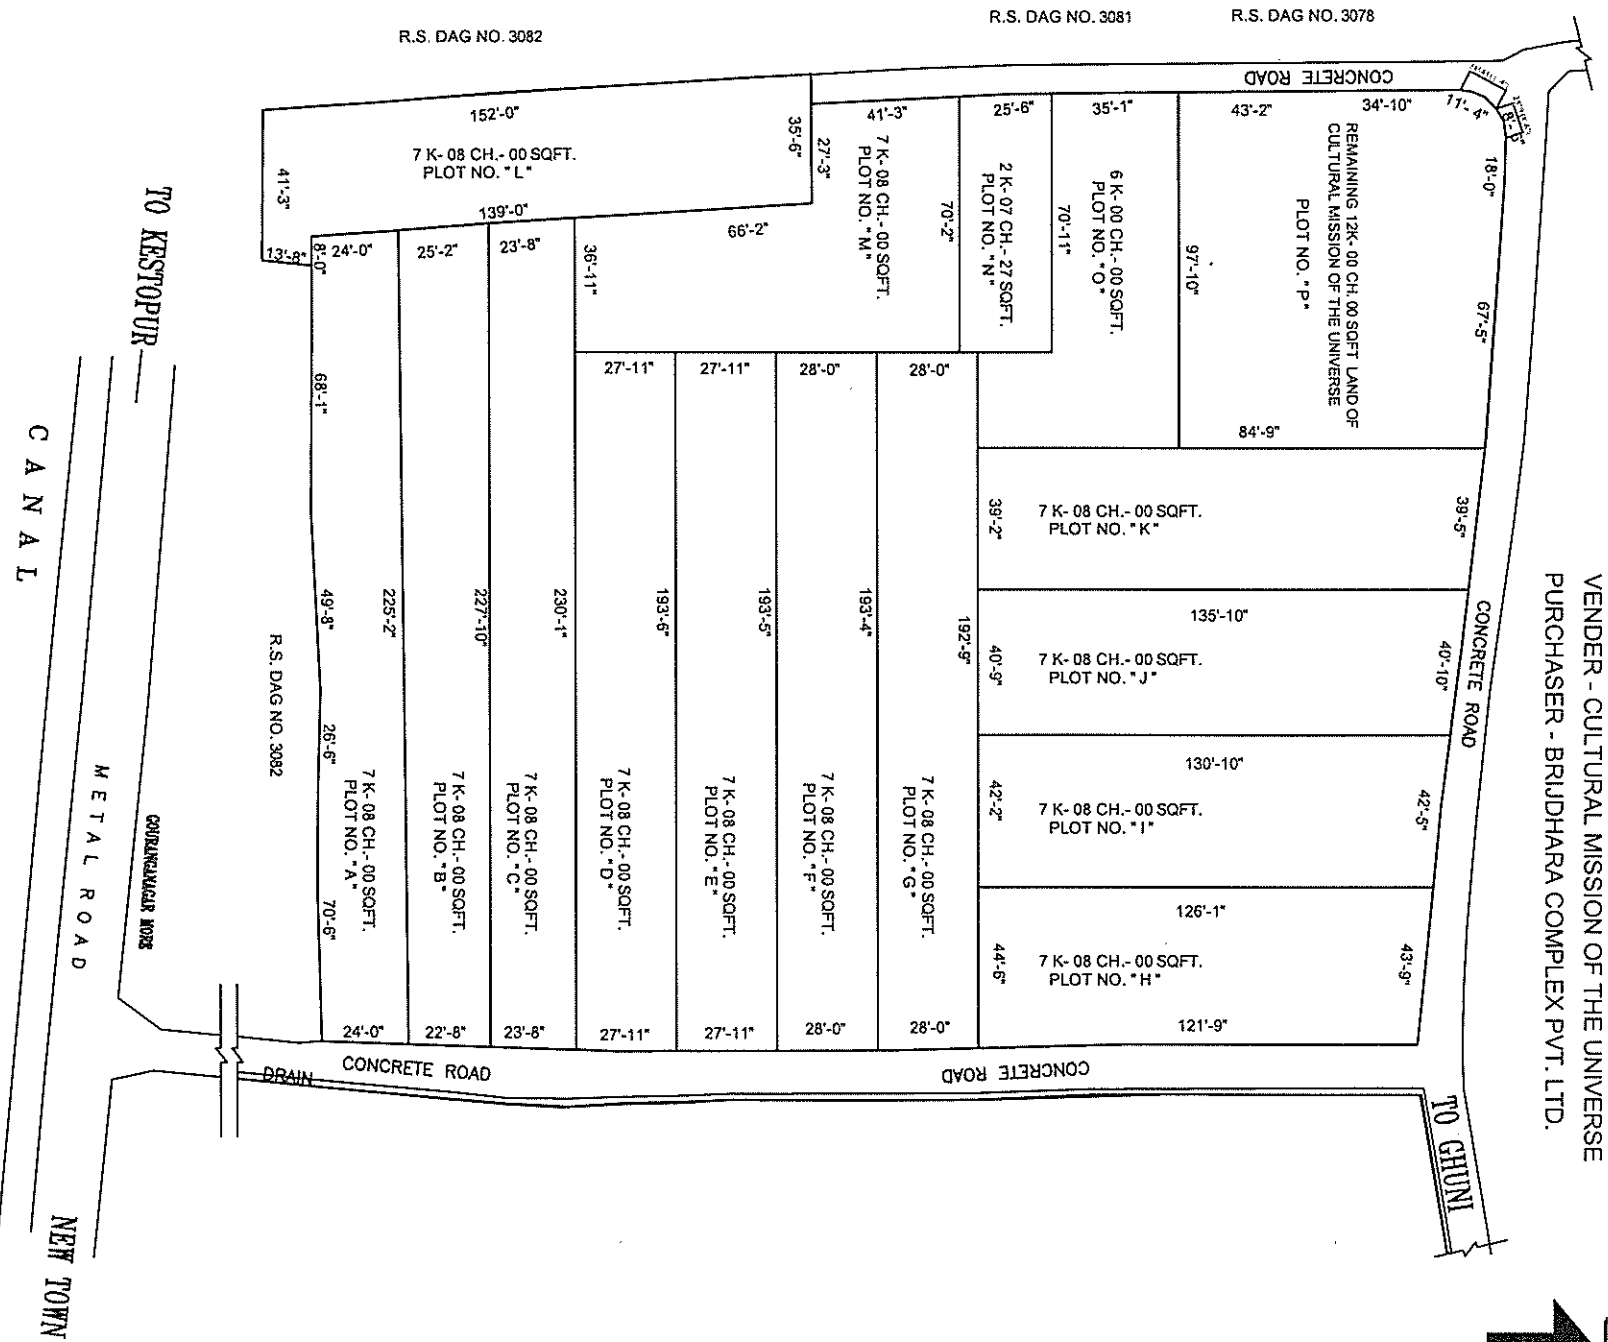 R.S. DAG NO. 3082
R.S. DAG NO. 3081
R.S. DAG NO. 3078
VENDER - CULTURAL MISSION OF THE UNIVERSE
PURCHASER - BRIJDHARA COMPLEX PVT. LTD.
CONCRETE ROAD
152'-0"
7 K- 08 CH.- 00 SQFT.
PLOT NO. "L"
35'-6"
41'-3"
139'-0"
13'-8"
8'-0"
41'-3"
27'-3"
7 K- 08 CH.- 00 SQFT.
PLOT NO. "M"
70'-2"
66'-2"
36'-11"
25'-6"
2 K- 07 CH.- 27 SQFT.
PLOT NO. "N"
70'-11"
35'-1"
6 K- 00 CH.- 00 SQFT.
PLOT NO. "O"
97'-10"
43'-2"
34'-10"
11'- 4"
8'- 6"
18'-0"
67'-5"
REMAINING 12K- 00 CH. 00 SQFT LAND OF
CULTURAL MISSION OF THE UNIVERSE
PLOT NO. "P"
84'-9"
24'-0"
25'-2"
23'-8"
27'-11"
27'-11"
28'-0"
28'-0"
39'-2"
7 K- 08 CH.- 00 SQFT.
PLOT NO. "K"
39'-5"
CONCRETE ROAD
135'-10"
40'-9"
7 K- 08 CH.- 00 SQFT.
PLOT NO. "J"
40'-10"
130'-10"
42'-2"
7 K- 08 CH.- 00 SQFT.
PLOT NO. "I"
42'-5"
126'-1"
44'-6"
7 K- 08 CH.- 00 SQFT.
PLOT NO. "H"
43'-9"
121'-9"
68'-1"
49'-8"
26'-6"
70'-6"
225'-2"
227'-10"
230'-1"
193'-6"
193'-5"
193'-4"
192'-9"
7 K- 08 CH.- 00 SQFT.
PLOT NO. "A"
7 K- 08 CH.- 00 SQFT.
PLOT NO. "B"
7 K- 08 CH.- 00 SQFT.
PLOT NO. "C"
7 K- 08 CH.- 00 SQFT.
PLOT NO. "D"
7 K- 08 CH.- 00 SQFT.
PLOT NO. "E"
7 K- 08 CH.- 00 SQFT.
PLOT NO. "F"
7 K- 08 CH.- 00 SQFT.
PLOT NO. "G"
24'-0"
22'-8"
23'-8"
27'-11"
27'-11"
28'-0"
28'-0"
R.S. DAG NO. 3082
DRAIN
CONCRETE ROAD
CONCRETE ROAD
TO GHUNI
TO KESTOPUR
CANAL
METAL ROAD
GOURANGANAGAR MORE
NEW TOWN